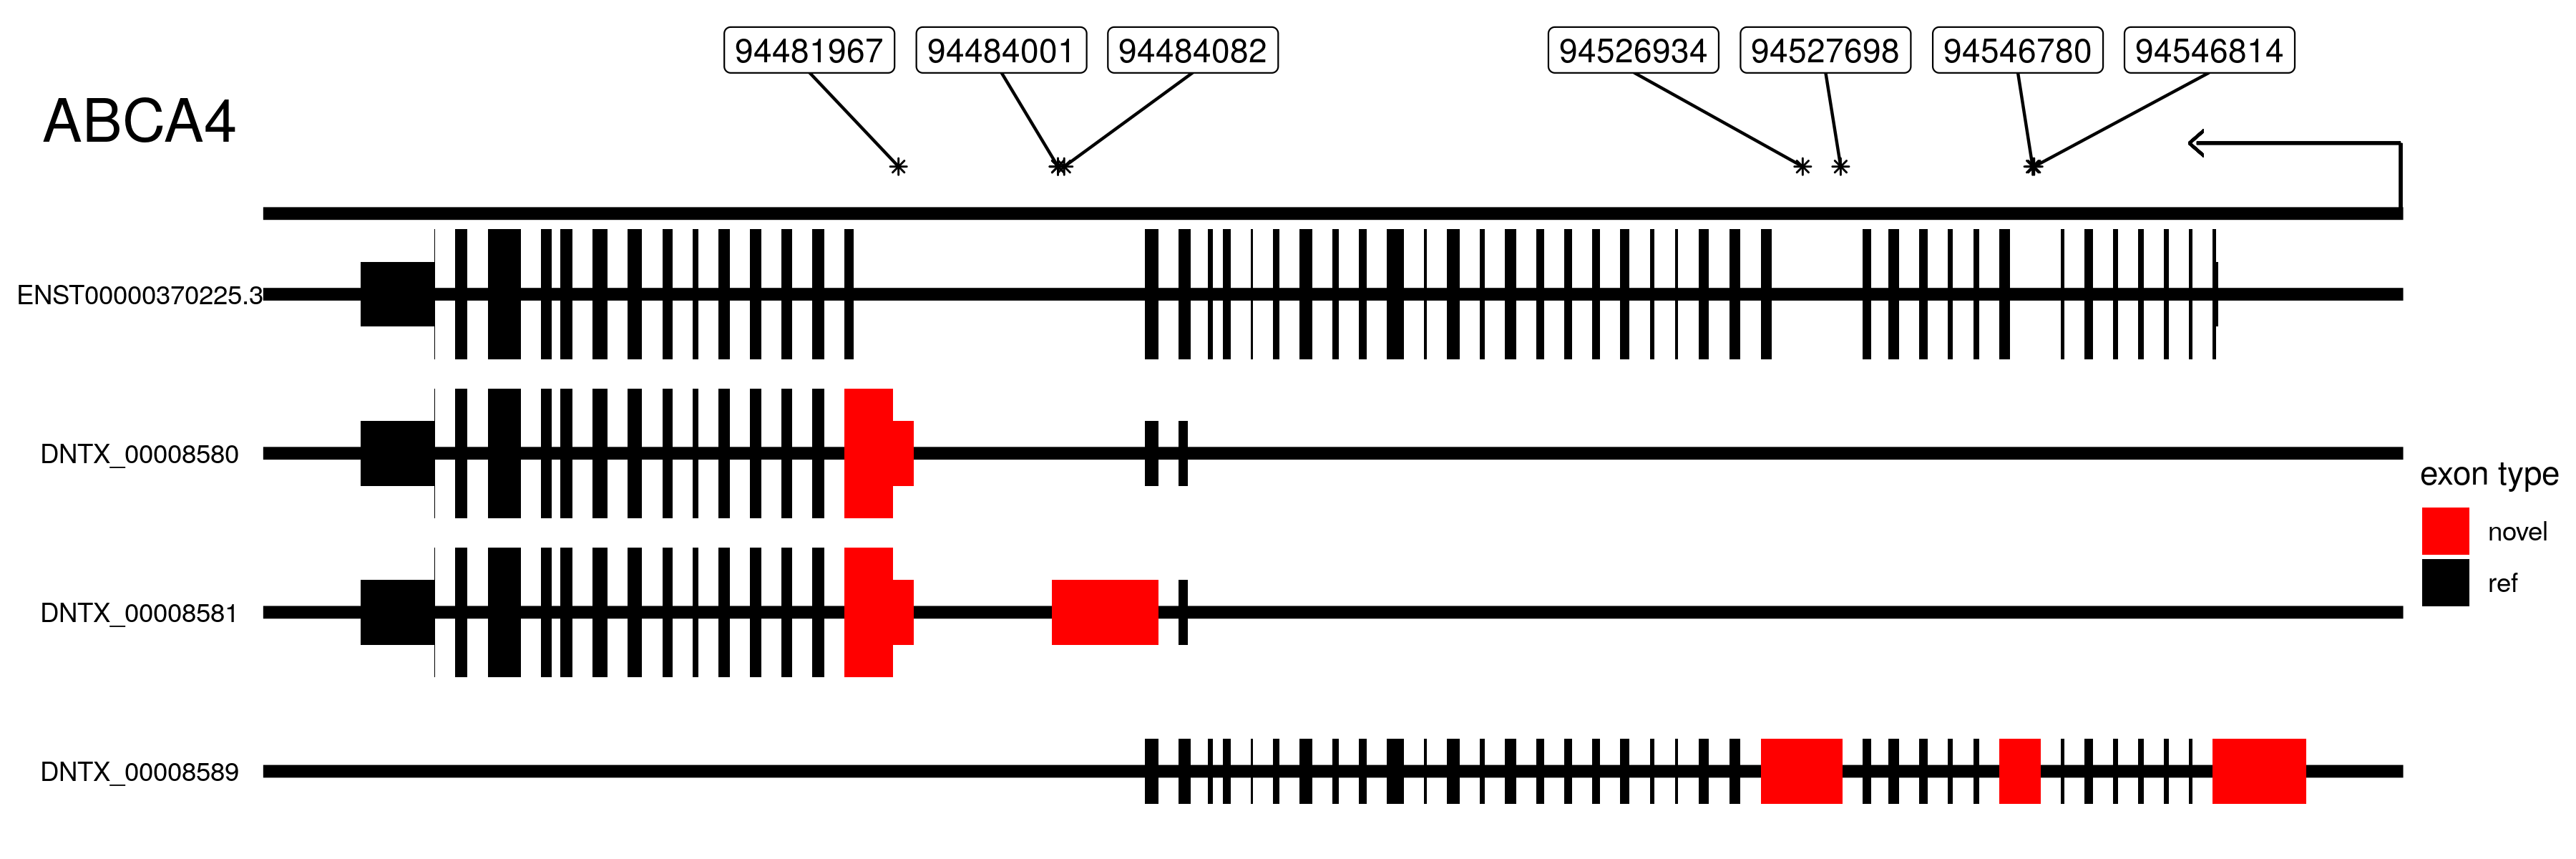 94481967 94484001 94484082 94526934 94527698 94546780 94546814
ABCA4
ENST00000370225.3
DNTX_00008580
exon type
novel
ref
DNTX_00008581
DNTX_00008589